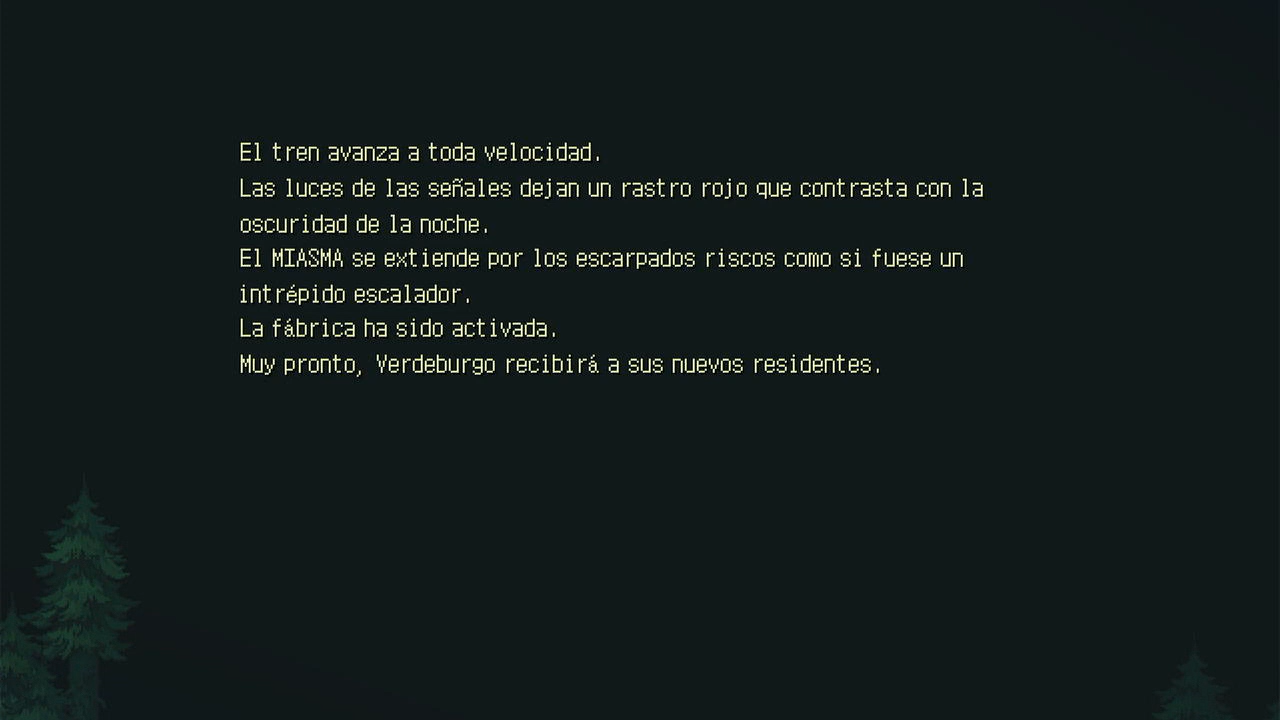 El tren avanza a toda velocidad.
Las luces de las señales dejan un rastro rojo que contrasta con la
oscuridad de la noche.
El MIASMA se extiende por los escarpados riscos como si fuese un
intrépido escalador.
La fábrica ha sido activada.
Muy pronto, Verdeburgo recibirá a sus nuevos residentes.